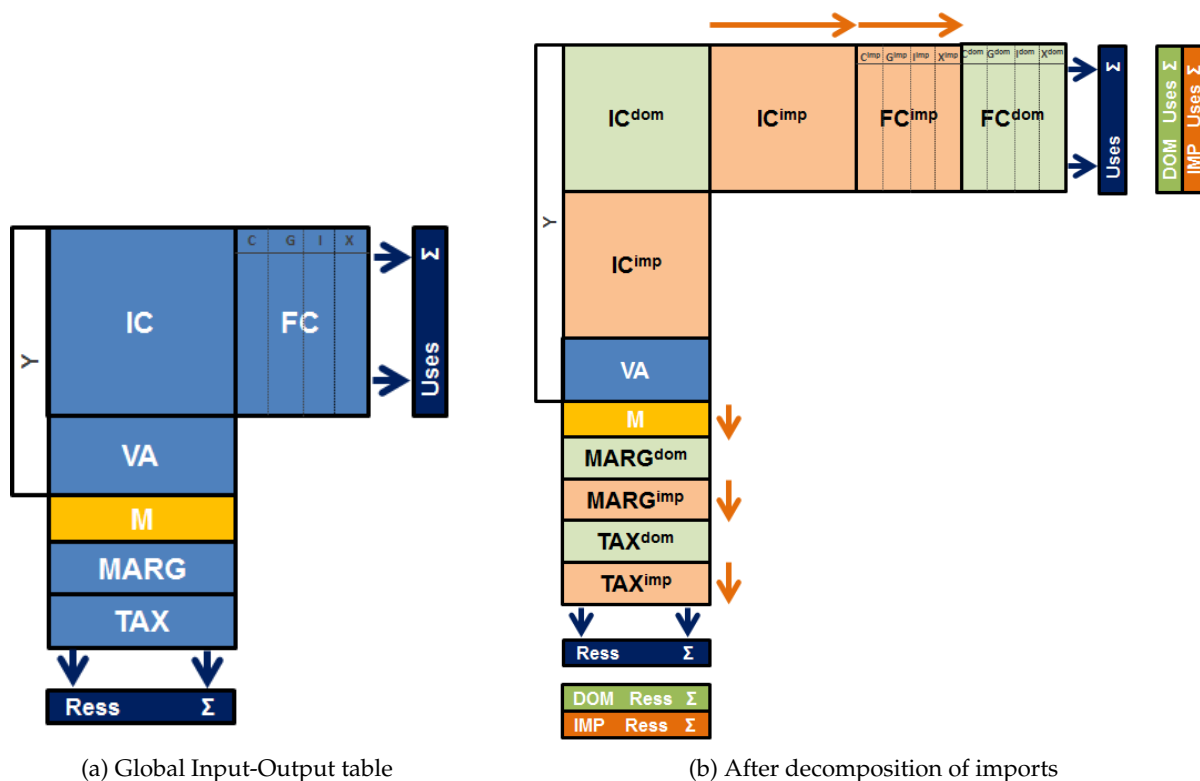 Y
C G I X
IC
FC
Uses Σ
VA
M
MARG
TAX
Ress Σ
(a) Global Input-Output table
Y
IC^dom
IC^imp
C^imp G^imp I^imp X^imp
FC^imp
C^dom G^dom I^dom X^dom
FC^dom
Uses Σ
DOM Uses Σ
IMP Uses Σ
IC^imp
VA
M
MARG^dom
MARG^imp
TAX^dom
TAX^imp
Ress Σ
DOM Ress Σ
IMP Ress Σ
(b) After decomposition of imports